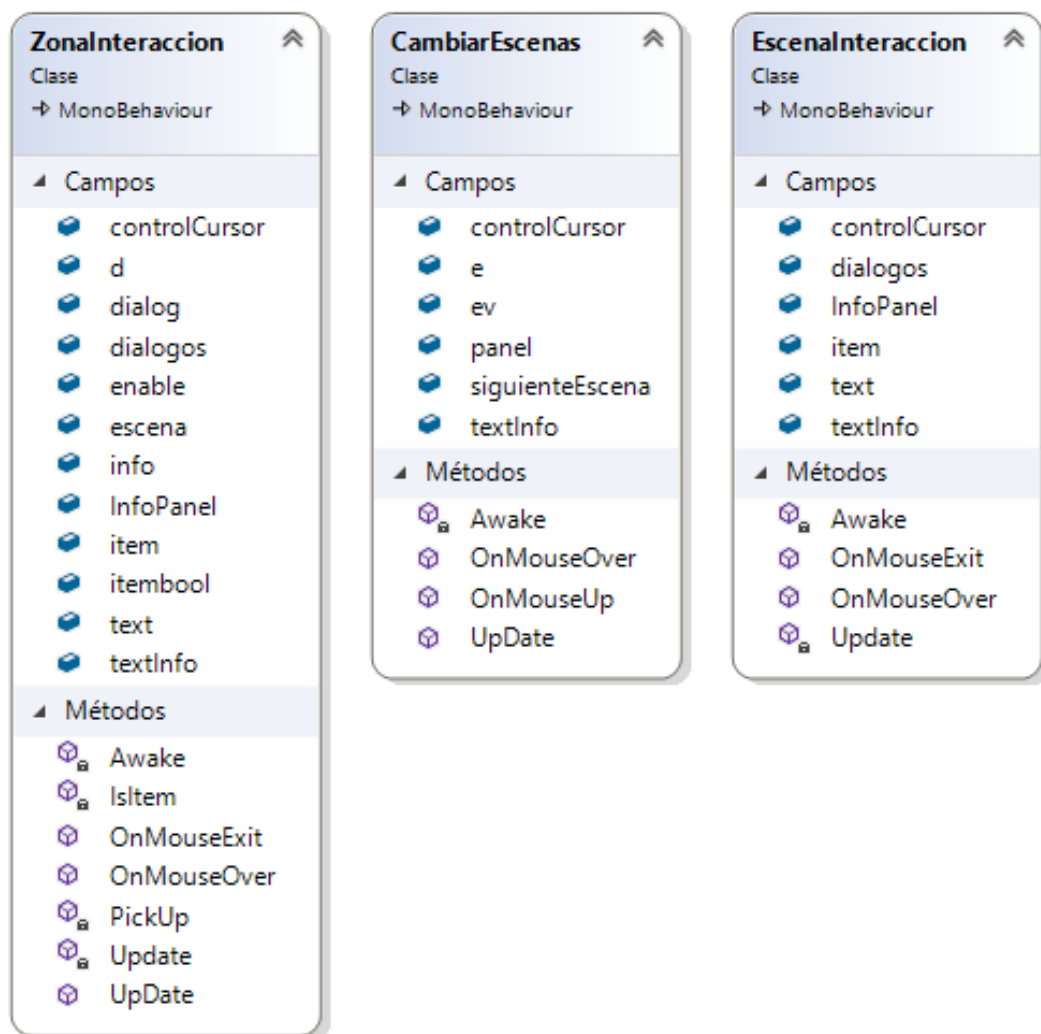 ZonaInteraccion
Clase
MonoBehaviour
Campos
controlCursor
d
dialog
dialogos
enable
escena
info
InfoPanel
item
itembool
text
textInfo
Métodos
Awake
IsItem
OnMouseExit
OnMouseOver
PickUp
Update
UpDate
CambiarEscenas
Clase
MonoBehaviour
Campos
controlCursor
e
ev
panel
siguienteEscena
textInfo
Métodos
Awake
OnMouseOver
OnMouseUp
UpDate
EscenaInteraccion
Clase
MonoBehaviour
Campos
controlCursor
dialogos
InfoPanel
item
text
textInfo
Métodos
Awake
OnMouseExit
OnMouseOver
Update